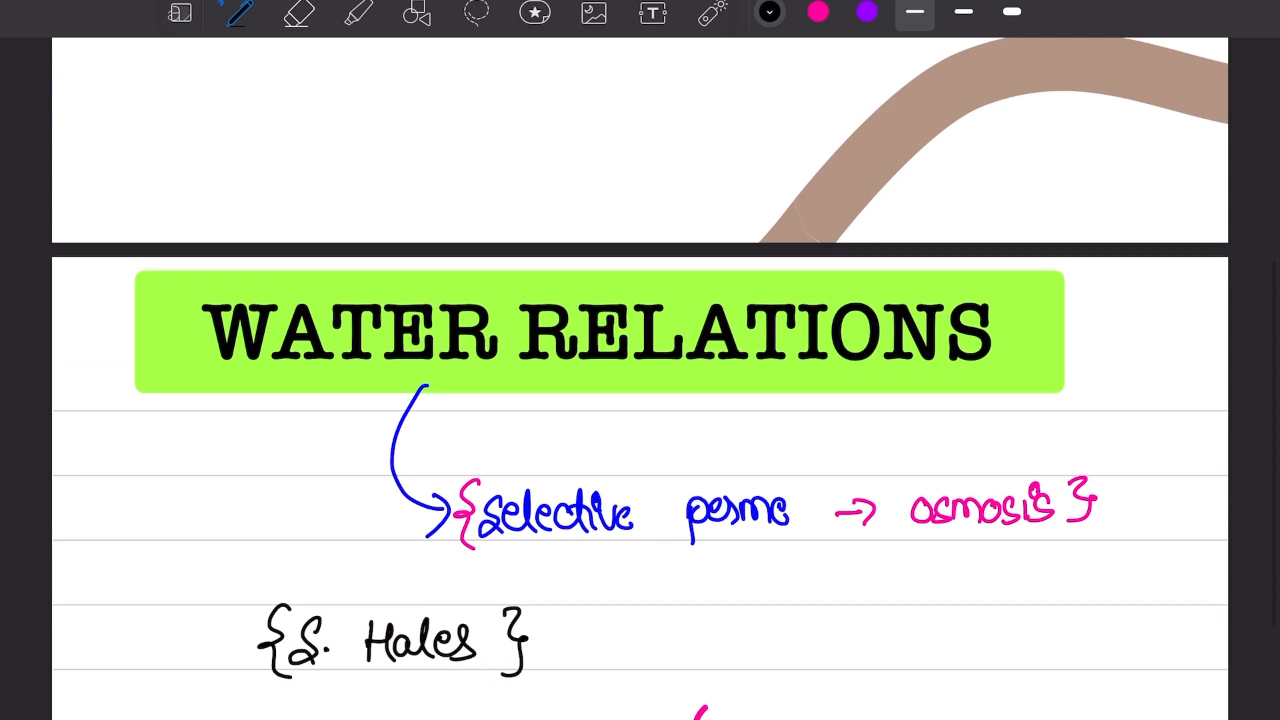 WATER RELATIONS
{selective perme → osmosis}
{S. Hales}